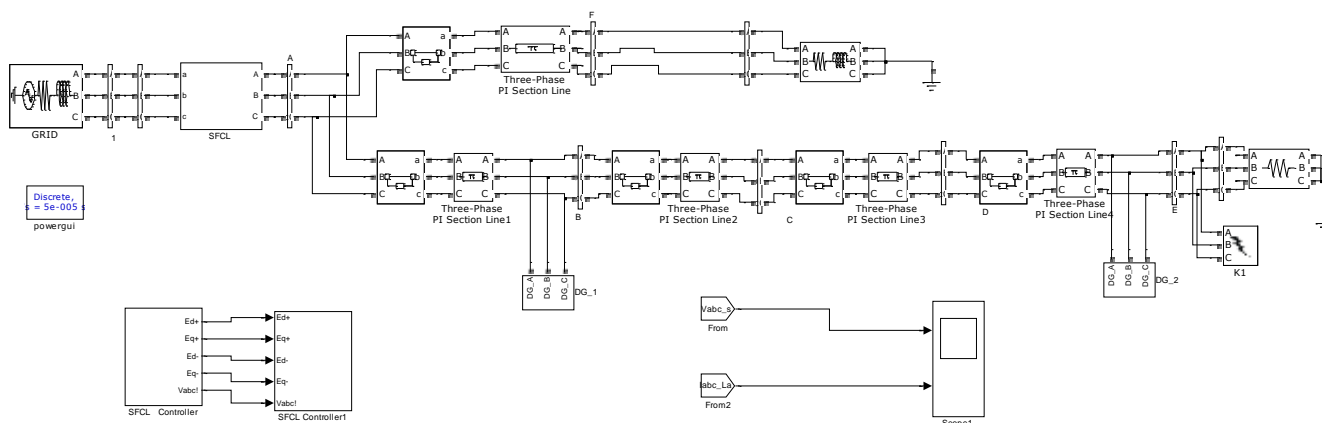 F
A
A a
B b
C c
A A
B B
C C
Three-Phase
PI Section Line
A
B
C
A
B
C
GRID
1
a A
b B
c C
SFCL
A a
B b
C c
A A
B B
C C
Three-Phase
PI Section Line1
B
A a
B b
C c
A A
B B
C C
Three-Phase
PI Section Line2
C
A a
B b
C c
A A
B B
C C
Three-Phase
PI Section Line3
D
A a
B b
C c
A A
B B
C C
Three-Phase
PI Section Line4
E
A
B
C
Discrete,
s = 5e-005 s
powergui
A
B
C
K1
DG_A
DG_B
DG_C
DG_1
DG_A
DG_B
DG_C
DG_2
Ed+
Eq+
Ed-
Eq-
Vabc!
SFCL Controller
Ed+
Eq+
Ed-
Eq-
Vabc!
SFCL Controller1
Vabc_s
From
Iabc_La
From2
Scope1